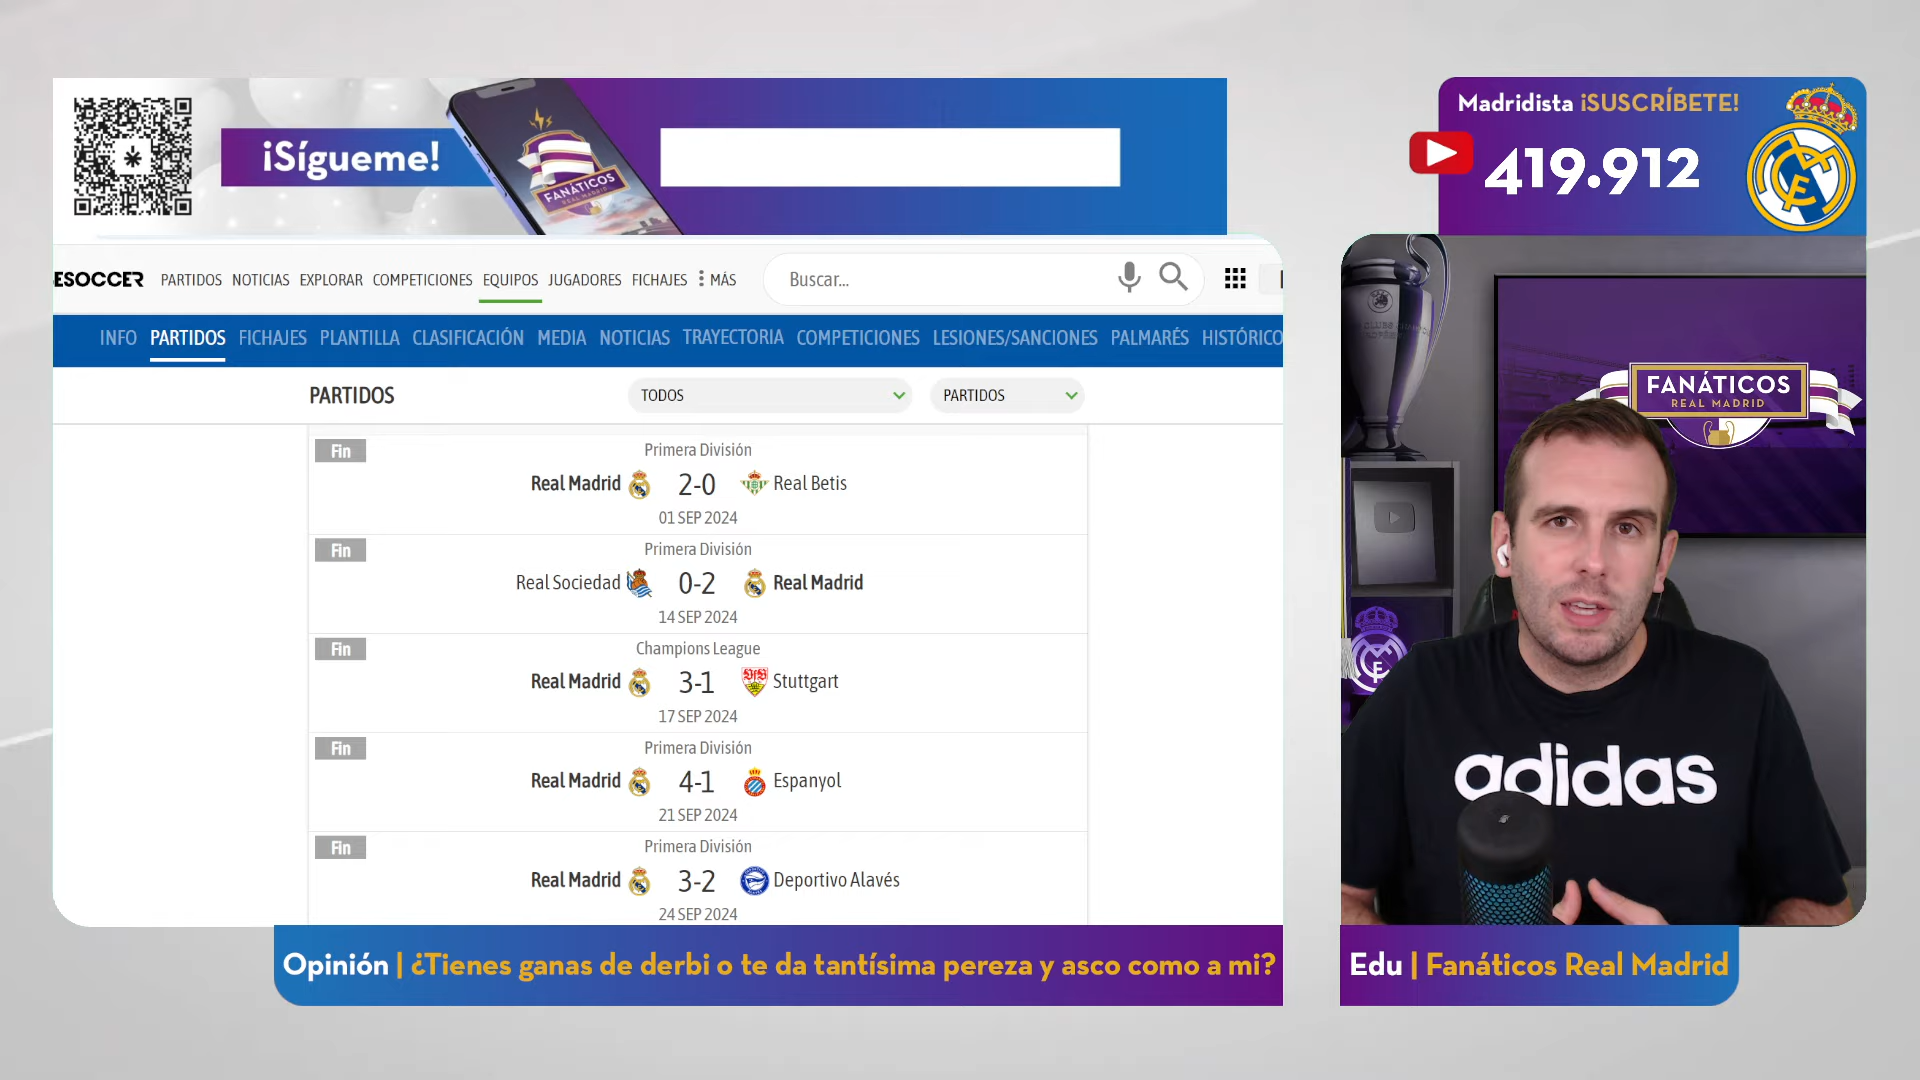 ¡Sígueme!
FANÁTICOS
REAL MADRID
Madridista ¡SUSCRÍBETE!
419.912
ESOCCER PARTIDOS NOTICIAS EXPLORAR COMPETICIONES EQUIPOS JUGADORES FICHAJES MÁS Buscar...
INFO PARTIDOS FICHAJES PLANTILLA CLASIFICACIÓN MEDIA NOTICIAS TRAYECTORIA COMPETICIONES LESIONES/SANCIONES PALMARÉS HISTÓRICO
PARTIDOS TODOS PARTIDOS
Fin Primera División
Real Madrid 2-0 Real Betis
01 SEP 2024
Fin Primera División
Real Sociedad 0-2 Real Madrid
14 SEP 2024
Fin Champions League
Real Madrid 3-1 Stuttgart
17 SEP 2024
Fin Primera División
Real Madrid 4-1 Espanyol
21 SEP 2024
Fin Primera División
Real Madrid 3-2 Deportivo Alavés
24 SEP 2024
FANÁTICOS
REAL MADRID
adidas
Opinión | ¿Tienes ganas de derbi o te da tantísima pereza y asco como a mi?
Edu | Fanáticos Real Madrid